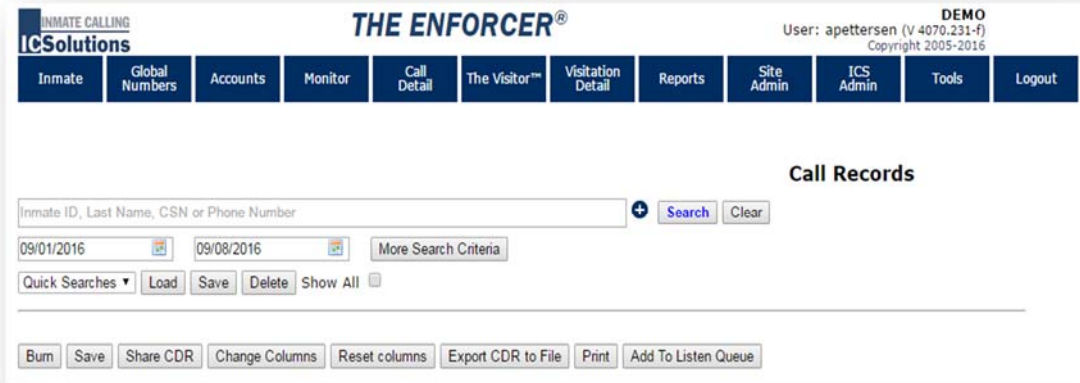 INMATE CALLING
ICSolutions
THE ENFORCER®
DEMO
User: apettersen (V 4070.231-f)
Copyright 2005-2016
Inmate Global Numbers Accounts Monitor Call Detail The Visitor™ Visitation Detail Reports Site Admin ICS Admin Tools Logout
Call Records
Inmate ID, Last Name, CSN or Phone Number Search Clear
09/01/2016 09/08/2016 More Search Criteria
Quick Searches Load Save Delete Show All
Burn Save Share CDR Change Columns Reset columns Export CDR to File Print Add To Listen Queue